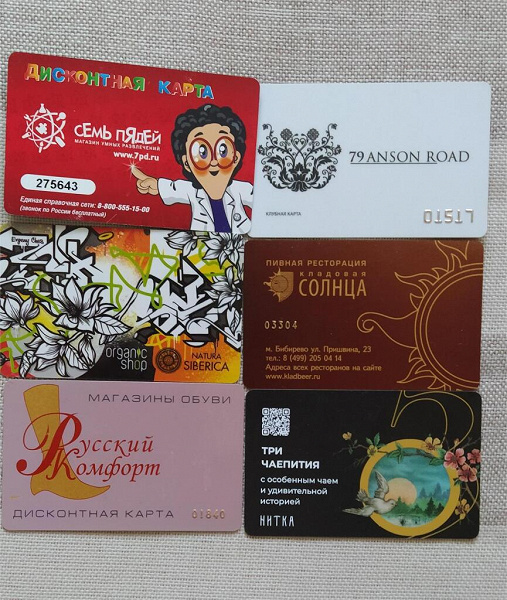 ДИСКОНТНАЯ КАРТА
СЕМЬ ПЯДЕЙ
МАГАЗИН УМНЫХ РАЗВЛЕЧЕНИЙ
www.7pd.ru
275643
Единая справочная сети: 8-800-555-15-00
(звонок по России бесплатный)
79 ANSON ROAD
КЛУБНАЯ КАРТА
organic
shop
NATURA
SIBERICA
ПИВНАЯ РЕСТОРАЦИЯ
кладовая
СОЛНЦА
03304
м. Бибирево ул. Пришвина, 23
тел.: 8 (499) 205 04 14
Адреса всех ресторанов на сайте
www.kladbeer.ru
МАГАЗИНЫ ОБУВИ
Русский
Комфорт
ДИСКОНТНАЯ КАРТА
01840
ТРИ
ЧАЕПИТИЯ
с особенным чаем
и удивительной
историей
НИТКА
3